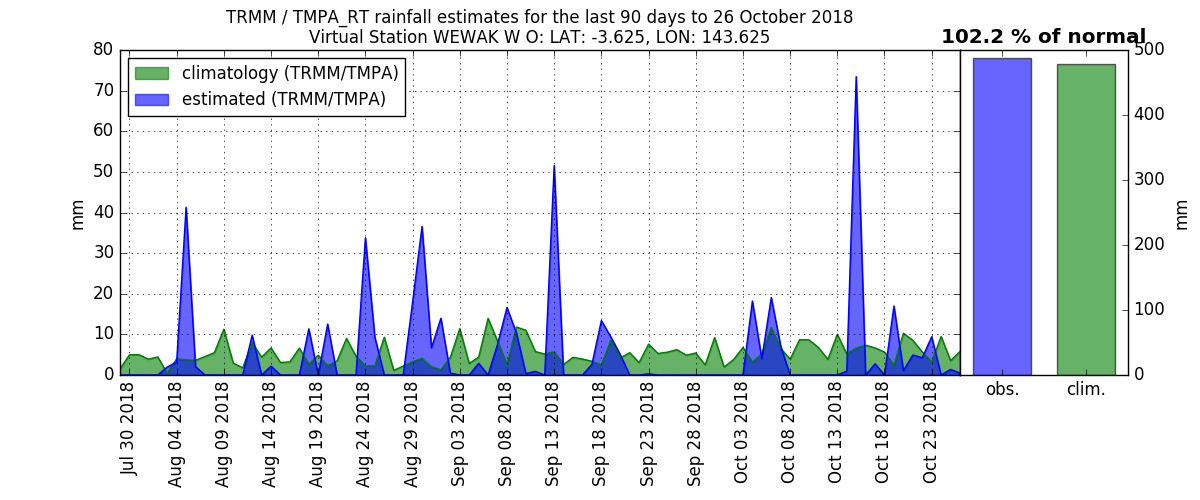 TRMM / TMPA_RT rainfall estimates for the last 90 days to 26 October 2018
Virtual Station WEWAK W O: LAT: -3.625, LON: 143.625
102.2 % of normal
climatology (TRMM/TMPA)
estimated (TRMM/TMPA)
80
70
60
50
40
30
20
10
0
mm
Jul 30 2018
Aug 04 2018
Aug 09 2018
Aug 14 2018
Aug 19 2018
Aug 24 2018
Aug 29 2018
Sep 03 2018
Sep 08 2018
Sep 13 2018
Sep 18 2018
Sep 23 2018
Sep 28 2018
Oct 03 2018
Oct 08 2018
Oct 13 2018
Oct 18 2018
Oct 23 2018
obs.
clim.
500
400
300
200
100
0
mm